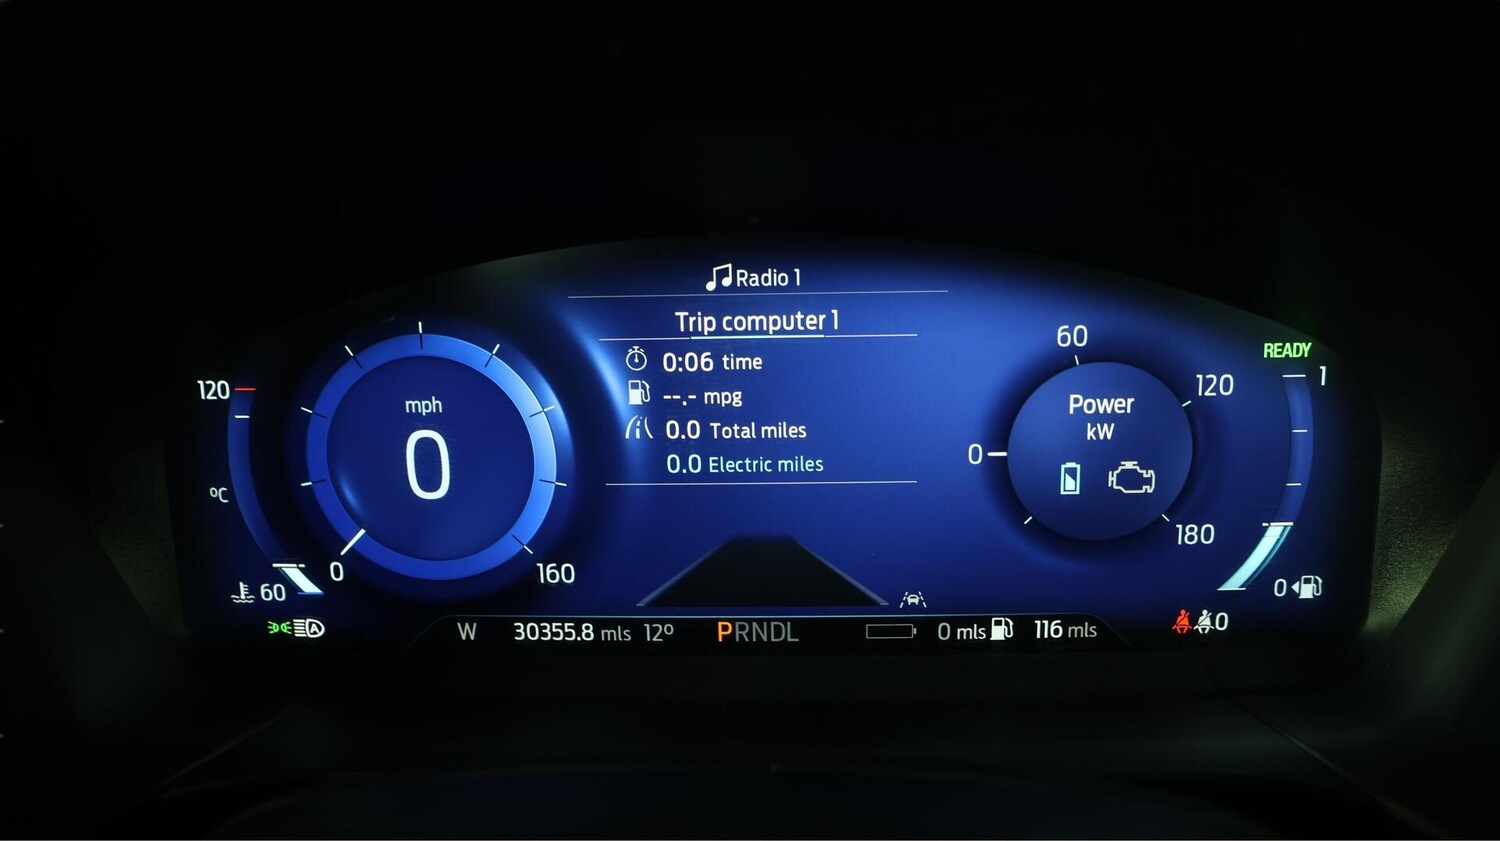 Radio 1
Trip computer 1
0:06 time
--.- mpg
0.0 Total miles
0.0 Electric miles
120
°C
60
mph
0
0
160
60
120
0
Power
kW
180
READY
1
0
A
W 30355.8 mls 12° PRNDL 0 mls 116 mls
0